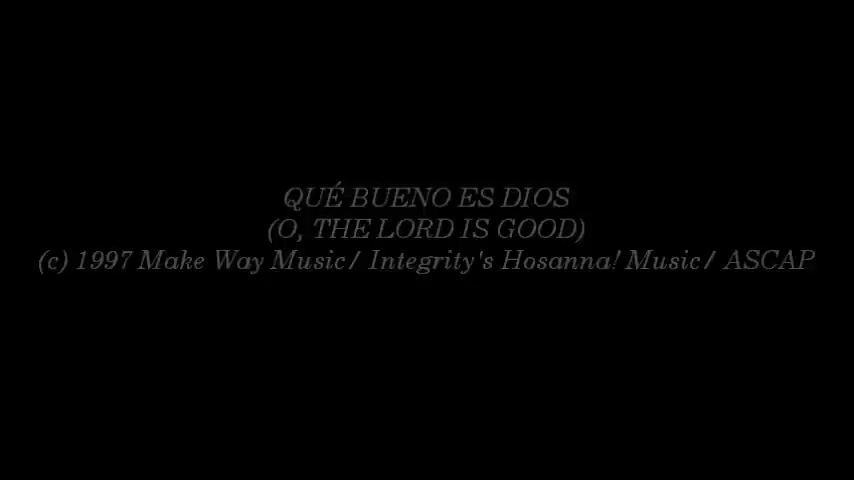 QUÉ BUENO ES DIOS
(O, THE LORD IS GOOD)
(c) 1997 Make Way Music/ Integrity's Hosanna! Music/ ASCAP